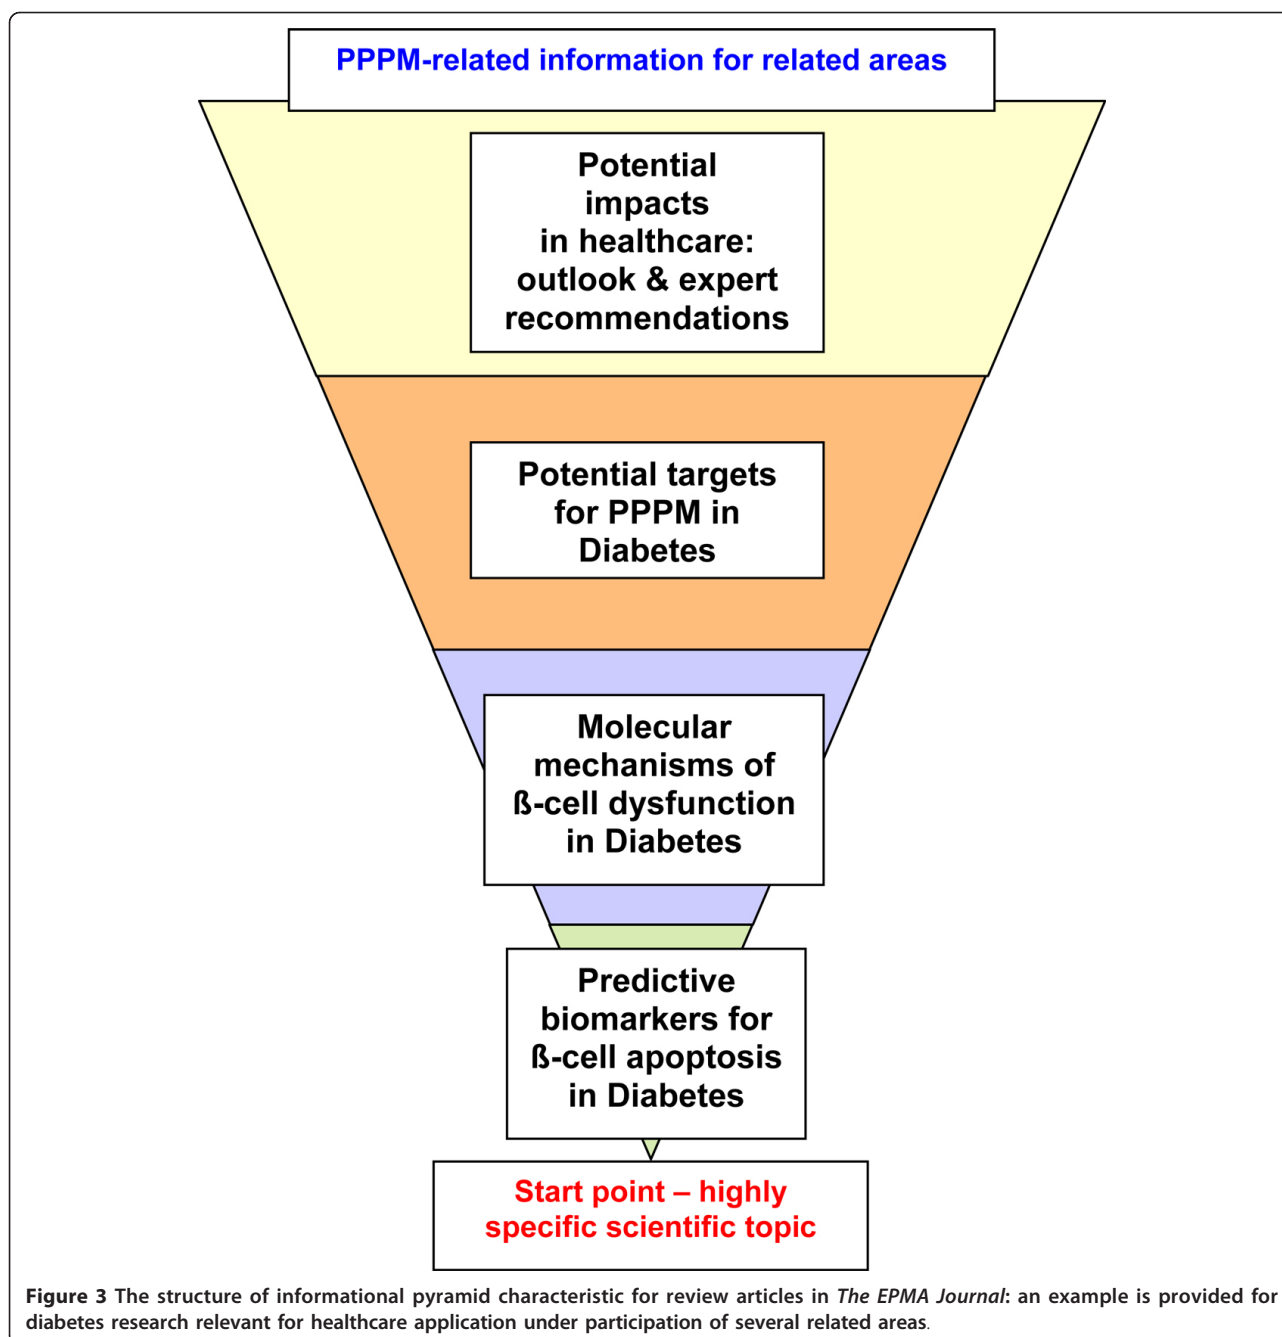 PPPM-related information for related areas
Potential
impacts
in healthcare:
outlook & expert
recommendations
Potential targets
for PPPM in
Diabetes
Molecular
mechanisms of
ß-cell dysfunction
in Diabetes
Predictive
biomarkers for
ß-cell apoptosis
in Diabetes
Start point – highly
specific scientific topic
Figure 3 The structure of informational pyramid characteristic for review articles in The EPMA Journal: an example is provided for
diabetes research relevant for healthcare application under participation of several related areas.